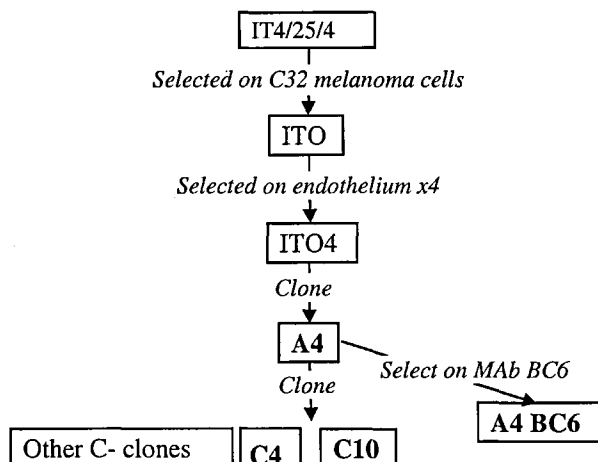 IT4/25/4
Selected on C32 melanoma cells
ITO
Selected on endothelium x4
ITO4
Clone
A4
Select on MAb BC6
Clone
A4 BC6
Other C- clones
C4
C10